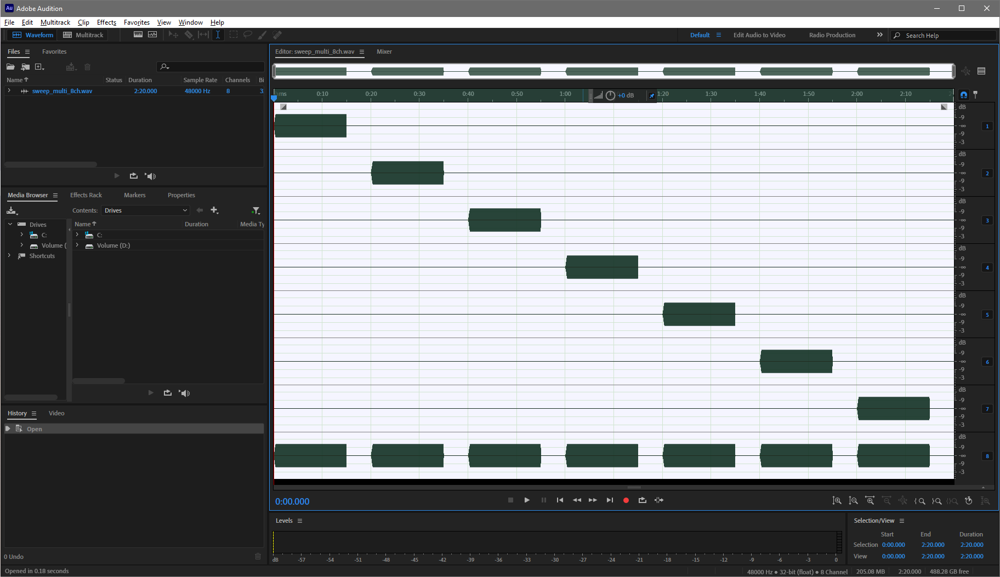 Au Adobe Audition
File Edit Multitrack Clip Effects Favorites View Window Help
Waveform Multitrack Default Edit Audio to Video Radio Production Search Help
Files Favorites
Name Status Duration Sample Rate Channels Bi
sweep_multi_8ch.wav 2:20.000 48000 Hz 8 3
Media Browser Effects Rack Markers Properties
Contents: Drives
Drives
C:
Volume (
Shortcuts
Name Duration Media Ty
C:
Volume (D:)
History Video
Open
0 Undo
Opened in 0.18 seconds
Editor: sweep_multi_8ch.wav Mixer
hms 0:10 0:20 0:30 0:40 0:50 1:00 +0 dB 1:20 1:30 1:40 1:50 2:00 2:10
dB
-9
-∞ 1
-9
-3
dB
-9
-∞ 2
-9
-3
dB
-9
-∞ 3
-9
-3
dB
-9
-∞ 4
-9
-3
dB
-9
-∞ 5
-9
-3
dB
-9
-∞ 6
-9
-3
dB
-9
-∞ 7
-9
-3
dB
-9
-∞ 8
-9
-3
0:00.000
Levels
dB -57 -54 -51 -48 -45 -42 -39 -36 -33 -30 -27 -24 -21 -18 -15 -12 -9 -6 -3 0
Selection/View
Start End Duration
Selection 0:00.000 2:20.000 2:20.000
View 0:00.000 2:20.000 2:20.000
48000 Hz ● 32-bit (float) ● 8 Channel 205.08 MB 2:20.000 488.28 GB free